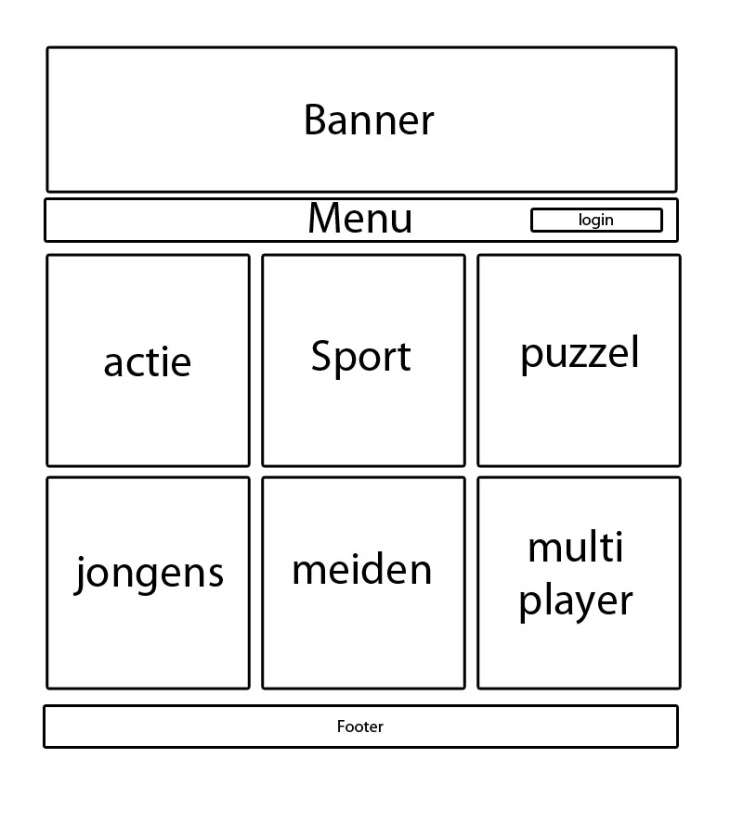 Banner
Menu
login
actie
Sport
puzzel
jongens
meiden
multi
player
Footer